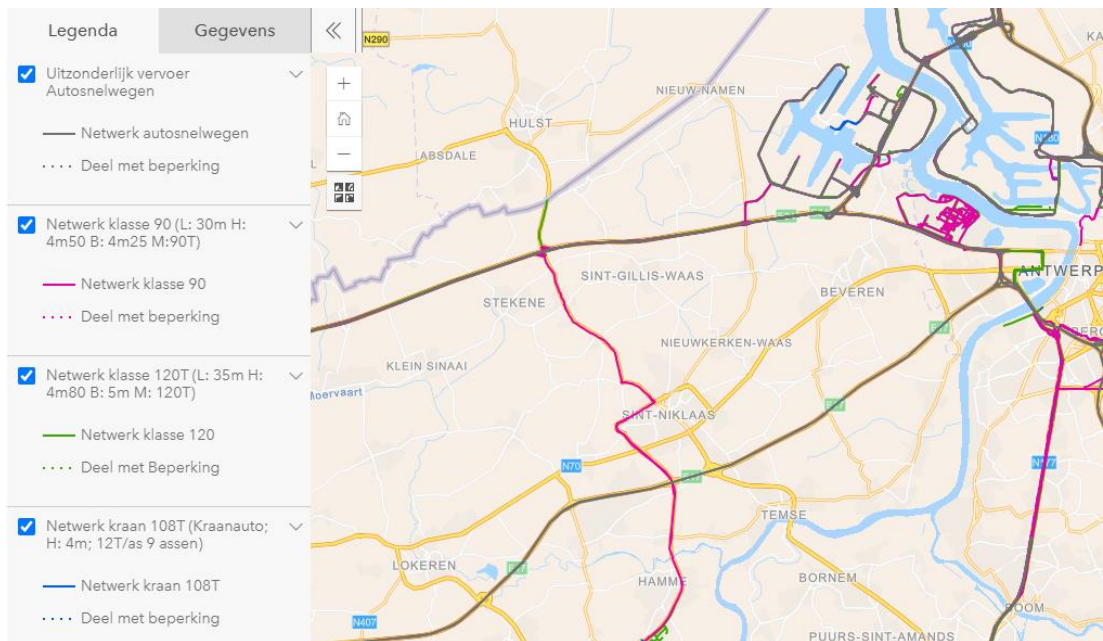 Legenda
Gegevens
Uitzonderlijk vervoer
Autosnelwegen
Netwerk autosnelwegen
Deel met beperking
Netwerk klasse 90 (L: 30m H:
4m50 B: 4m25 M:90T)
Netwerk klasse 90
Deel met beperking
Netwerk klasse 120T (L: 35m H:
4m80 B: 5m M: 120T)
Netwerk klasse 120
Deel met Beperking
Netwerk kraan 108T (Kraanauto;
H: 4m; 12T/as 9 assen)
Netwerk kraan 108T
Deel met beperking
N290
HULST
NIEUW-NAMEN
ABSDALE
SINT-GILLIS-WAAS
STEKENE
BEVEREN
ANTWERP
KLEIN SINAAI
NIEUWKERKEN-WAAS
Moervaart
SINT-NIKLAAS
N70
N177
TEMSE
LOKEREN
HAMME
BORNEM
BOOM
N407
PUURS-SINT-AMANDS